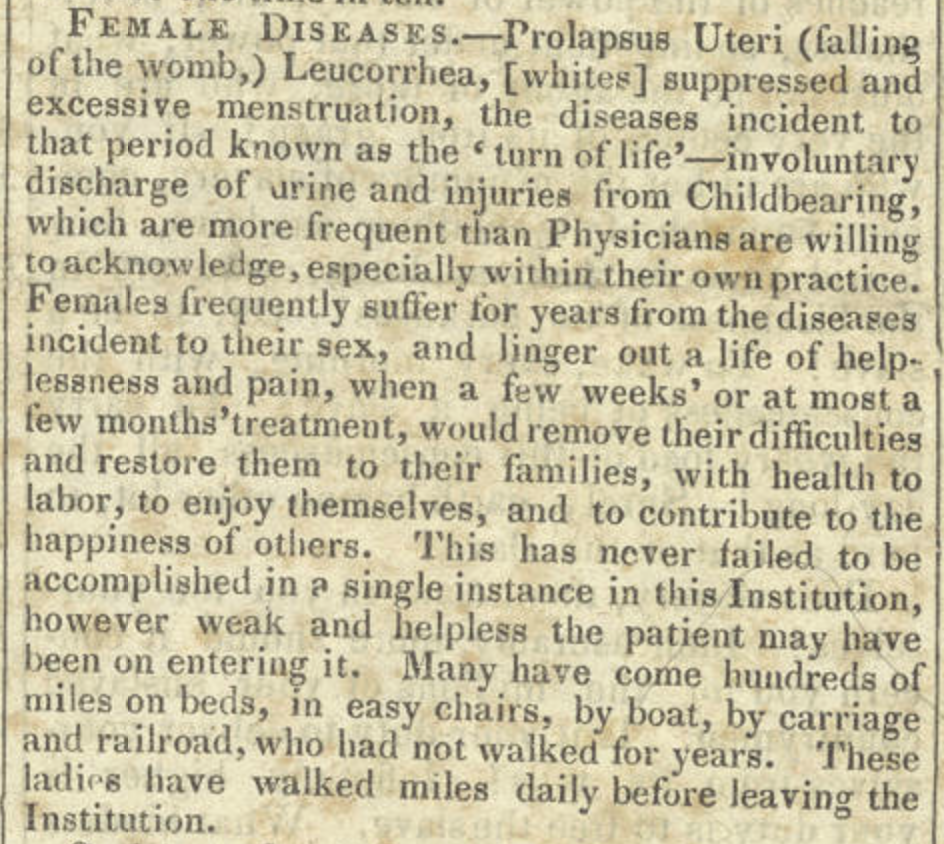 FEMALE DISEASES.—Prolapsus Uteri (falling
of the womb,) Leucorrhea, [whites] suppressed and
excessive menstruation, the diseases incident to
that period known as the ‘turn of life’—involuntary
discharge of urine and injuries from Childbearing,
which are more frequent than Physicians are willing
to acknowledge, especially within their own practice.
Females frequently suffer for years from the diseases
incident to their sex, and linger out a life of help-
lessness and pain, when a few weeks’ or at most a
few months’ treatment, would remove their difficulties
and restore them to their families, with health to
labor, to enjoy themselves, and to contribute to the
happiness of others. This has never failed to be
accomplished in a single instance in this Institution,
however weak and helpless the patient may have
been on entering it. Many have come hundreds of
miles on beds, in easy chairs, by boat, by carriage
and railroad, who had not walked for years. These
ladies have walked miles daily before leaving the
Institution.